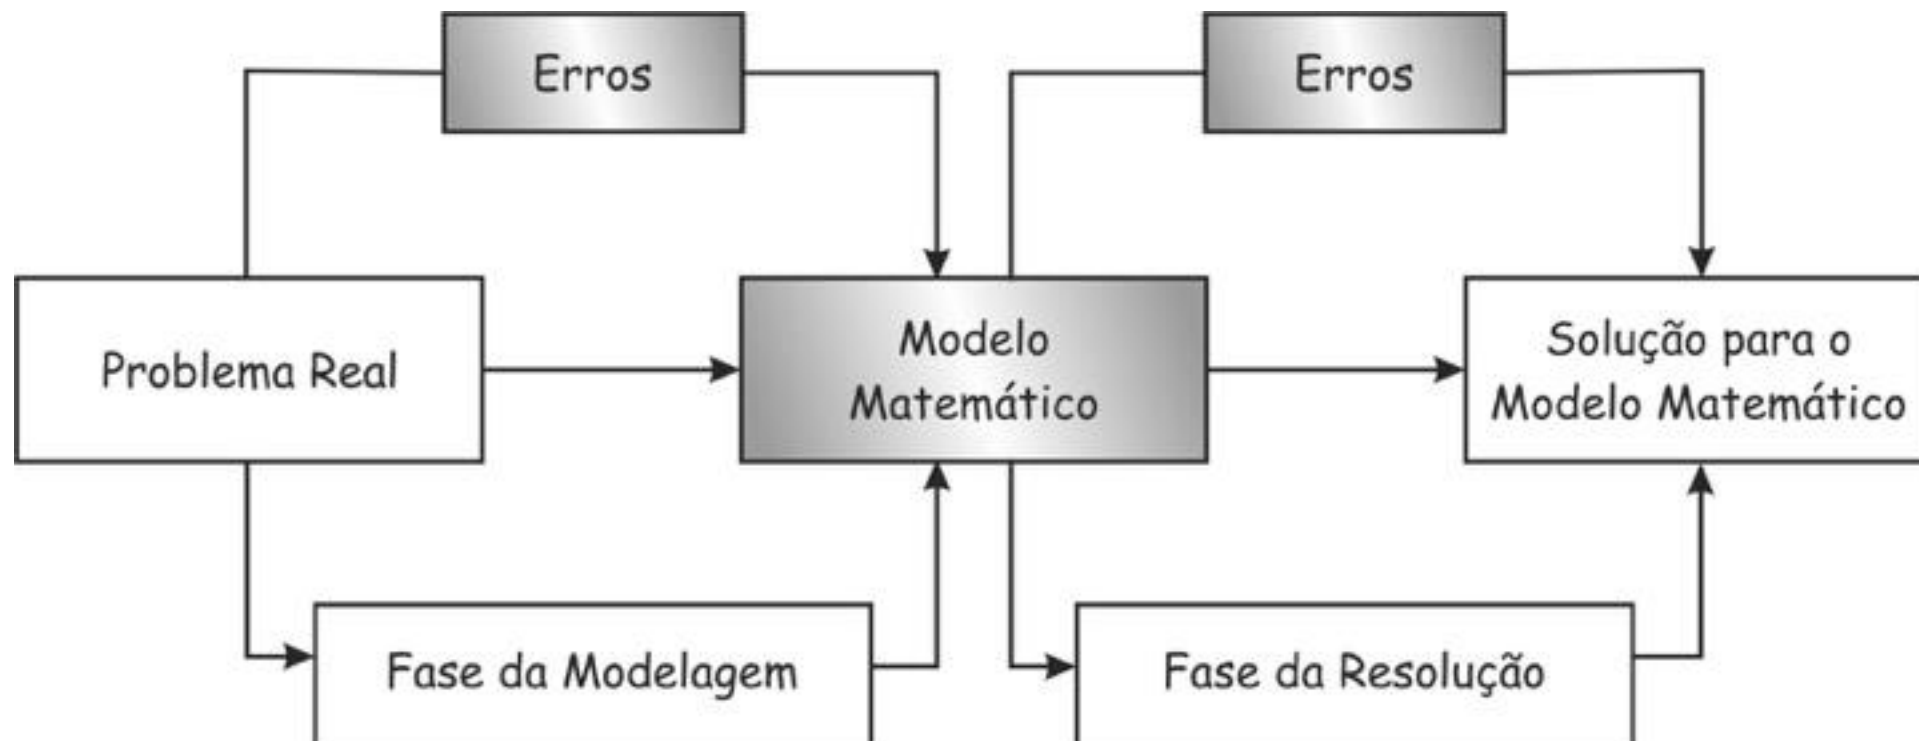 Erros
Erros
Problema Real
Modelo
Matemático
Solução para o
Modelo Matemático
Fase da Modelagem
Fase da Resolução